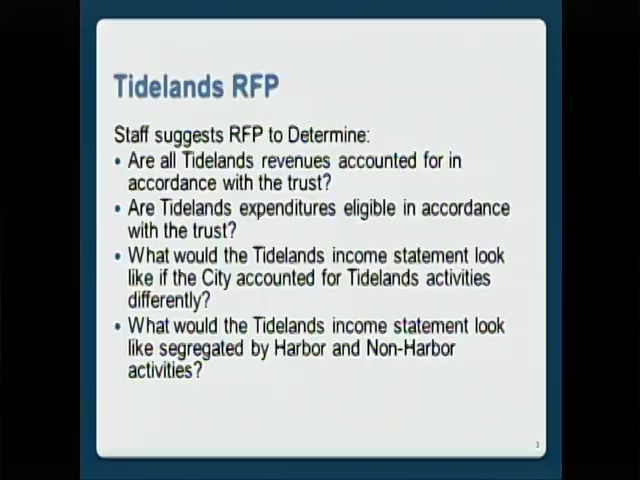 Tidelands RFP
Staff suggests RFP to Determine:
• Are all Tidelands revenues accounted for in
accordance with the trust?
• Are Tidelands expenditures eligible in accordance
with the trust?
• What would the Tidelands income statement look
like if the City accounted for Tidelands activities
differently?
• What would the Tidelands income statement look
like segregated by Harbor and Non-Harbor
activities?
3